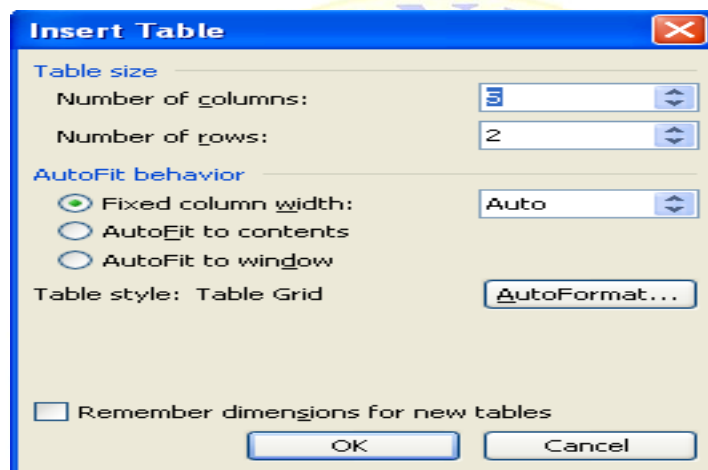 Insert Table
Table size
Number of columns: 5
Number of rows: 2
AutoFit behavior
Fixed column width: Auto
AutoFit to contents
AutoFit to window
Table style: Table Grid AutoFormat...
Remember dimensions for new tables
OK Cancel